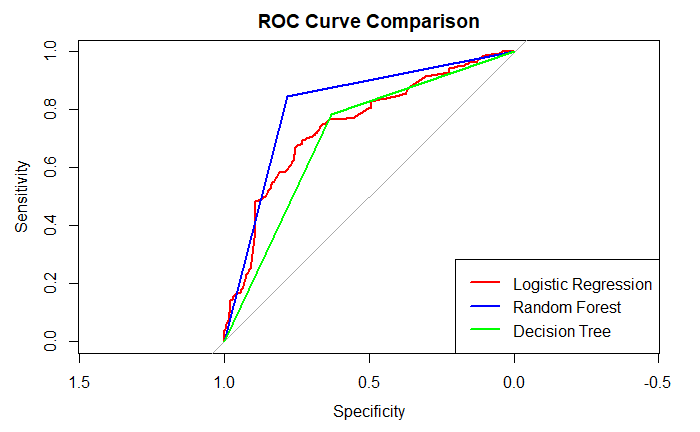 ROC Curve Comparison
Sensitivity
1.0
0.8
0.6
0.4
0.2
0.0
Logistic Regression
Random Forest
Decision Tree
1.5
1.0
0.5
0.0
-0.5
Specificity